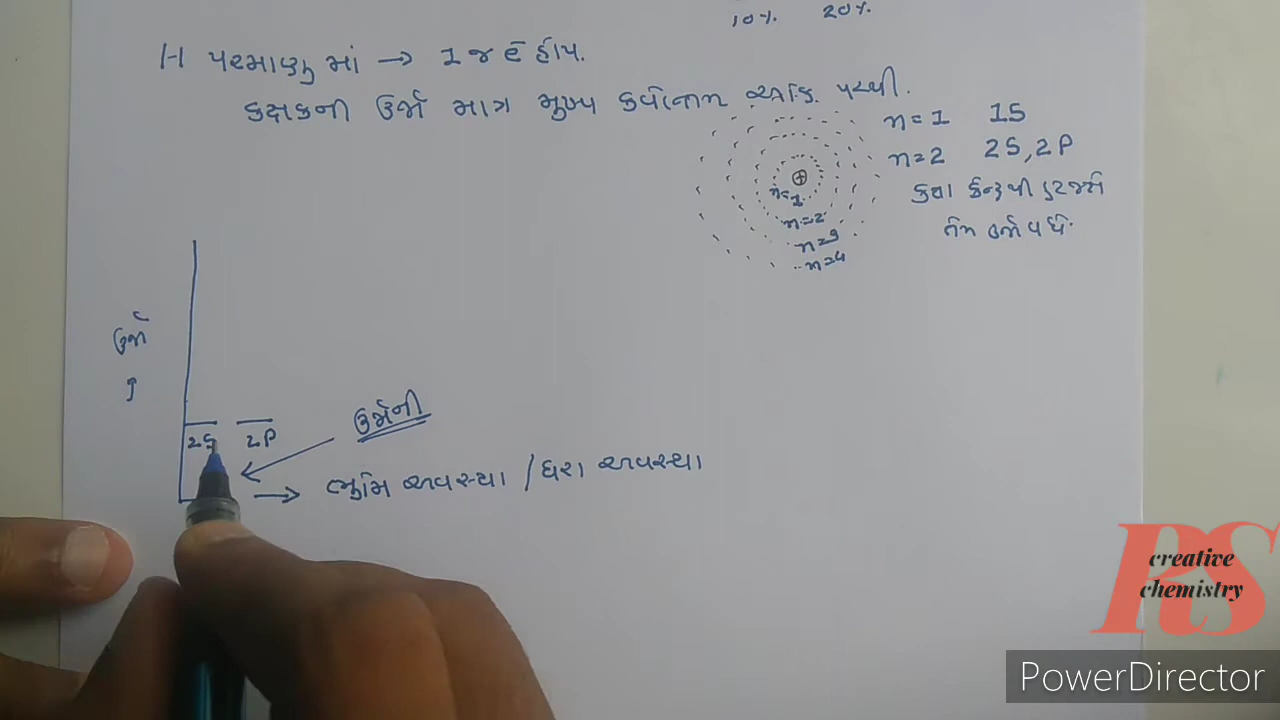 10%. 20%.
H પરમાણુ માં → 1 જ e⁻ હોય.
કક્ષકની ઉર્જા માત્ર મુખ્ય ક્વોન્ટમ આંક પરથી.
n=1 1S
n=2 2S, 2P
n=1
n=2
n=3
n=4
કેન્દ્રથી
તેમ ઉર્જા વધે.
ઉર્જા
↑
2S 2P
ઉર્જાની
→ ભૂમિ અવસ્થા / ધરા અવસ્થા
RS
creative
chemistry
PowerDirector